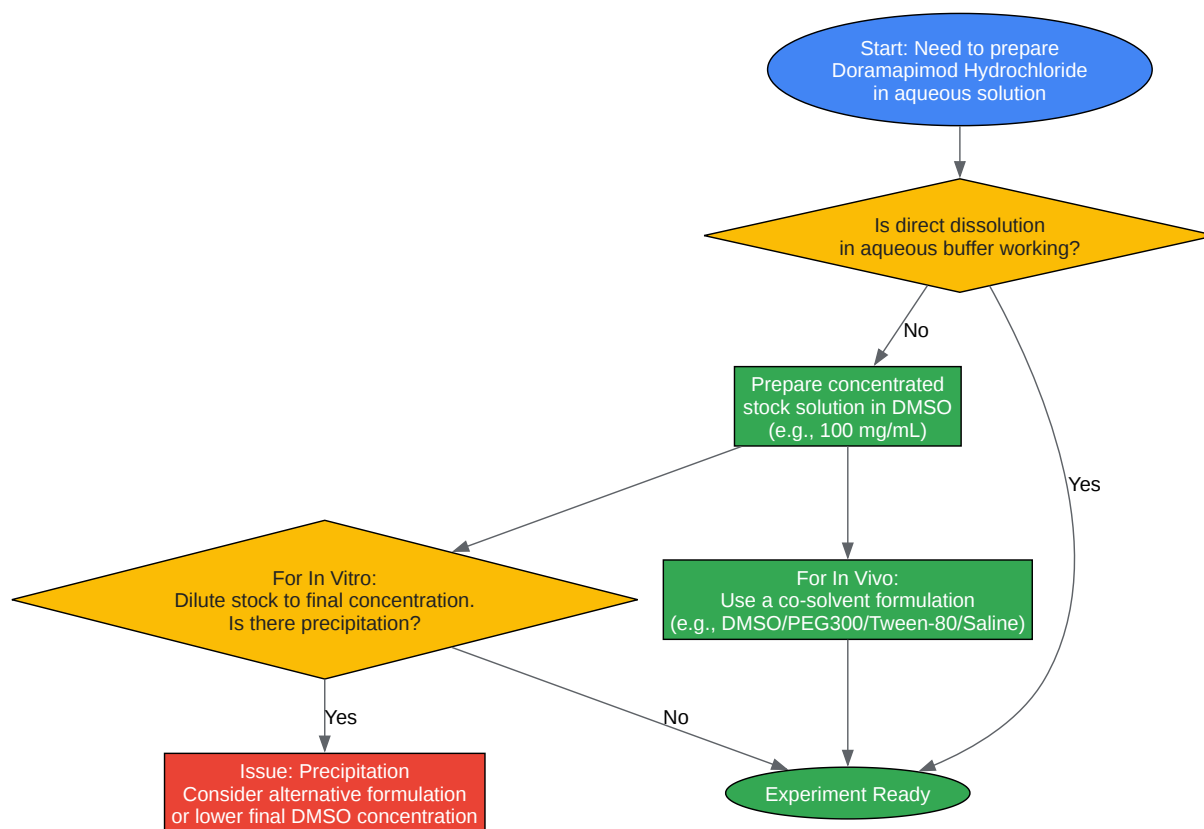 Start: Need to prepare
Doramapimod Hydrochloride
in aqueous solution
Is direct dissolution
in aqueous buffer working?
No
Yes
Prepare concentrated
stock solution in DMSO
(e.g., 100 mg/mL)
For In Vitro:
Dilute stock to final concentration.
Is there precipitation?
For In Vivo:
Use a co-solvent formulation
(e.g., DMSO/PEG300/Tween-80/Saline)
Yes
No
Issue: Precipitation
Consider alternative formulation
or lower final DMSO concentration
Experiment Ready